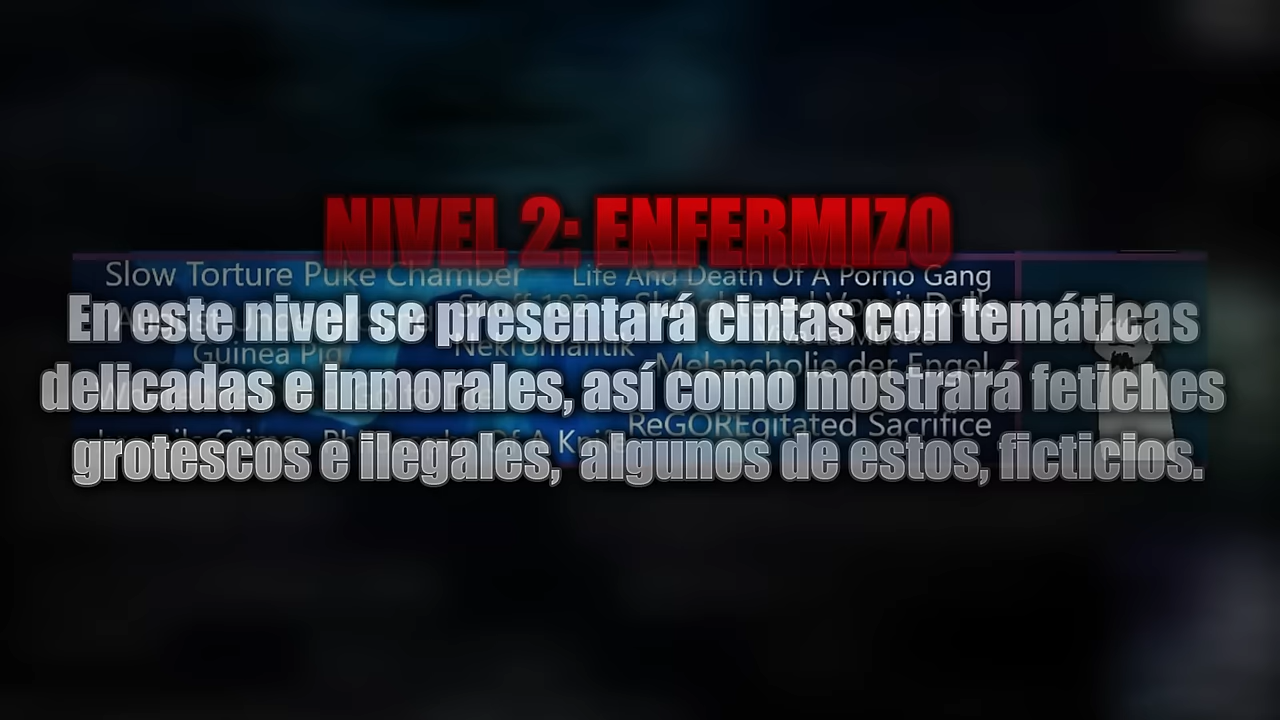 NIVEL 2: ENFERMIZO
Slow Torture Puke Chamber
Life And Death Of A Porno Gang
En este nivel se presentará cintas con temáticas
Guinea Pig
Nekromantik
Melancholie der Engel
delicadas e inmorales, así como mostrará fetiches
ReGOREgitated Sacrifice
Of A
grotescos e ilegales, algunos de estos, ficticios.